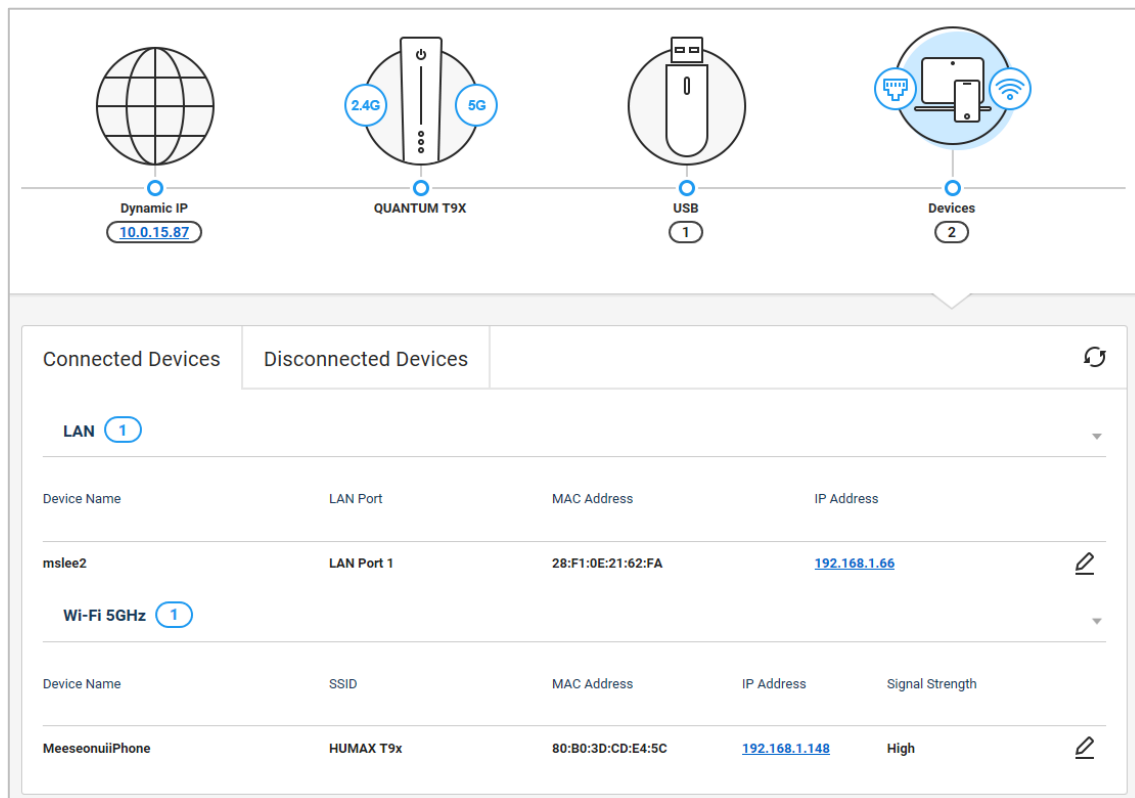 2.4G 5G
Dynamic IP QUANTUM T9X USB Devices
10.0.15.87 1 2
Connected Devices Disconnected Devices
LAN 1
Device Name LAN Port MAC Address IP Address
mslee2 LAN Port 1 28:F1:0E:21:62:FA 192.168.1.66
Wi-Fi 5GHz 1
Device Name SSID MAC Address IP Address Signal Strength
MeeseonuiiPhone HUMAX T9x 80:B0:3D:CD:E4:5C 192.168.1.148 High